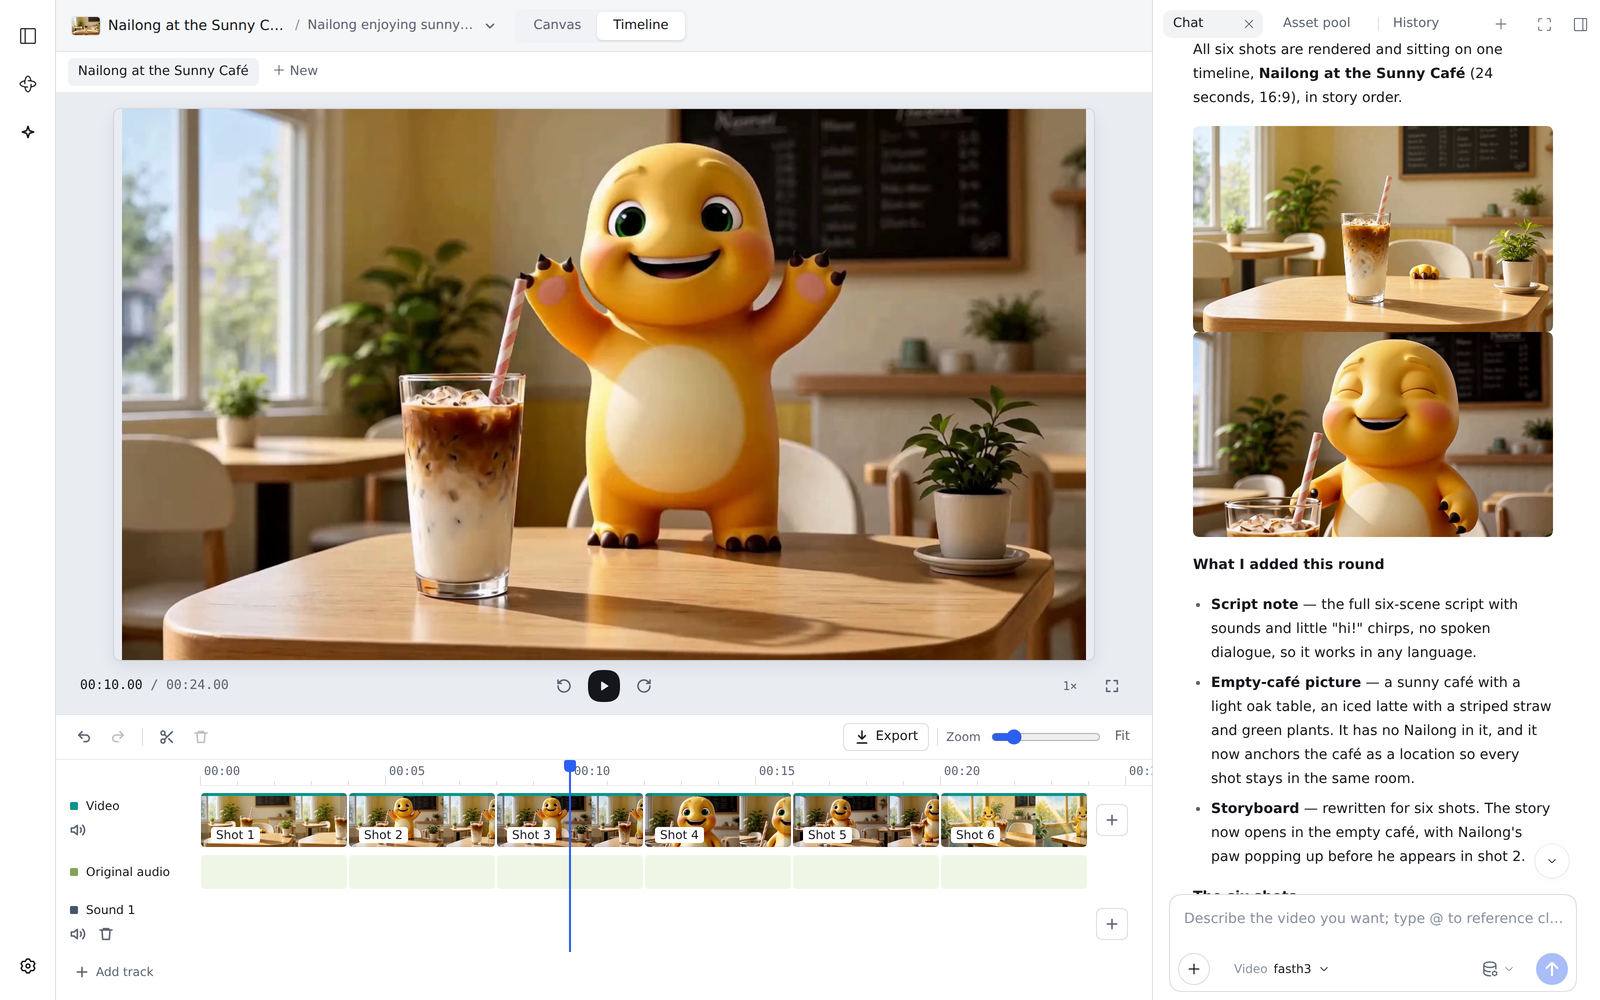 Nailong at the Sunny C... / Nailong enjoying sunny...
Canvas
Timeline
Nailong at the Sunny Café
+ New
00:10.00 / 00:24.00
1×
Export
Zoom
Fit
00:00
00:05
00:10
00:15
00:20
00:
Video
Shot 1
Shot 2
Shot 3
Shot 4
Shot 5
Shot 6
Original audio
Sound 1
+ Add track
Chat
Asset pool
History
All six shots are rendered and sitting on one
timeline, Nailong at the Sunny Café (24
seconds, 16:9), in story order.
What I added this round
• Script note — the full six-scene script with
sounds and little "hi!" chirps, no spoken
dialogue, so it works in any language.
• Empty-café picture — a sunny café with a
light oak table, an iced latte with a striped straw
and green plants. It has no Nailong in it, and it
now anchors the café as a location so every
shot stays in the same room.
• Storyboard — rewritten for six shots. The story
now opens in the empty café, with Nailong's
paw popping up before he appears in shot 2.
The six shots
Describe the video you want; type @ to reference cl...
Video fasth3